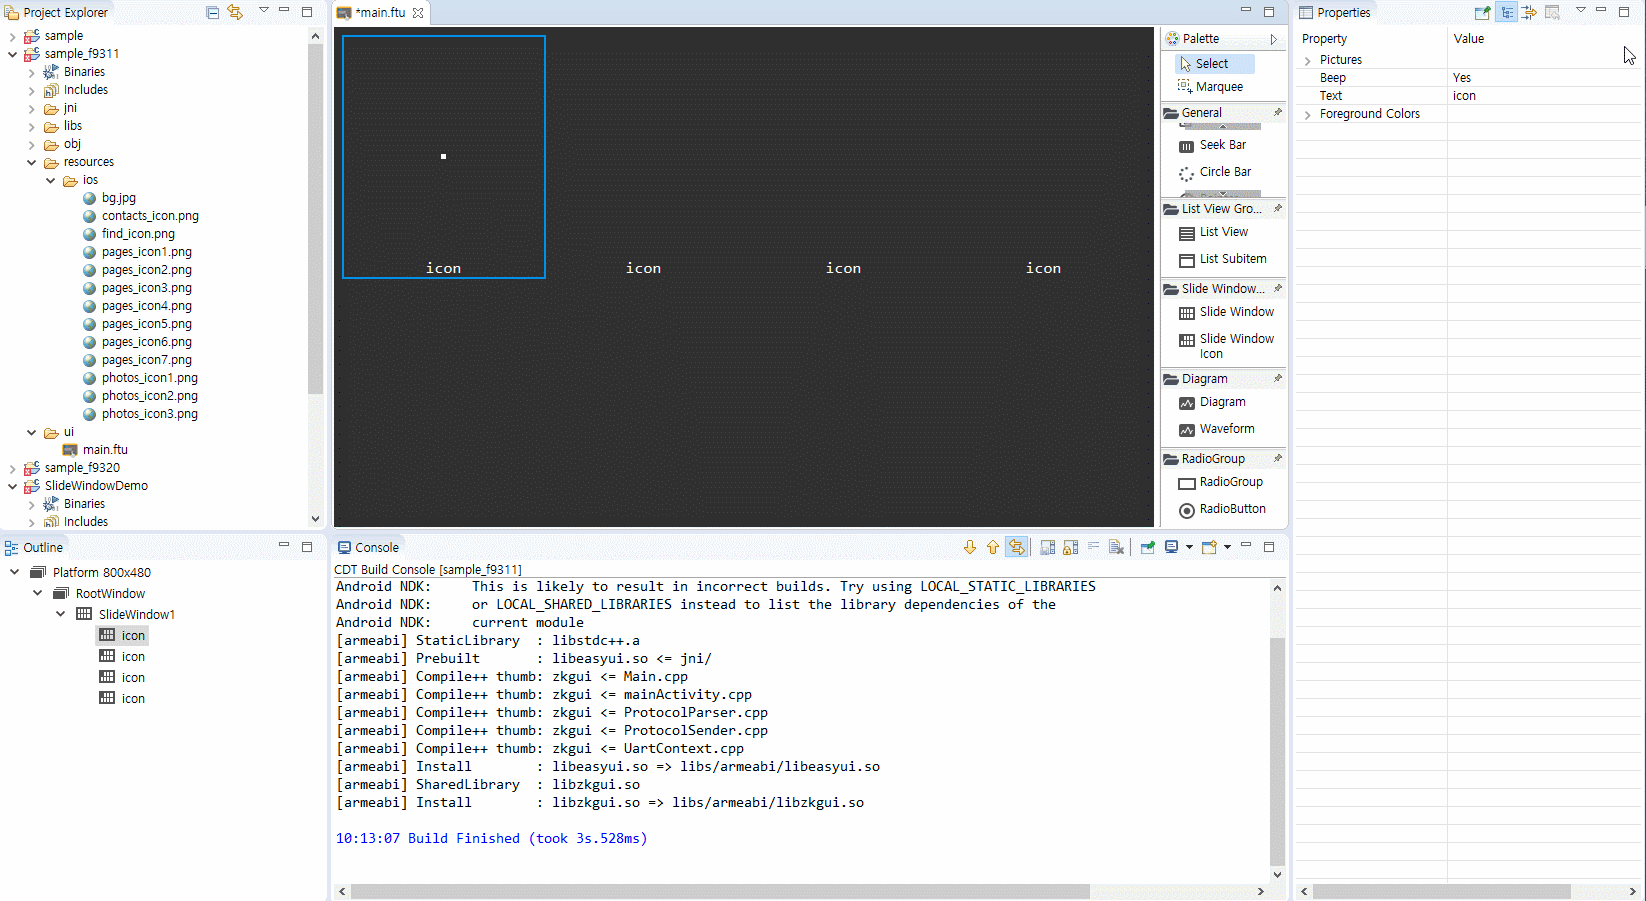 Project Explorer
sample
sample_f9311
Binaries
Includes
jni
libs
obj
resources
ios
bg.jpg
contacts_icon.png
find_icon.png
pages_icon1.png
pages_icon2.png
pages_icon3.png
pages_icon4.png
pages_icon5.png
pages_icon6.png
pages_icon7.png
photos_icon1.png
photos_icon2.png
photos_icon3.png
ui
main.ftu
sample_f9320
SlideWindowDemo
Binaries
Includes
*main.ftu
icon icon icon icon
Palette
Select
Marquee
General
Seek Bar
Circle Bar
List View Gro...
List View
List Subitem
Slide Window...
Slide Window
Slide Window
Icon
Diagram
Diagram
Waveform
RadioGroup
RadioGroup
RadioButton
Properties
Property Value
Pictures
Beep Yes
Text icon
Foreground Colors
Outline
Platform 800x480
RootWindow
SlideWindow1
icon
icon
icon
icon
Console
CDT Build Console [sample_f9311]
Android NDK:     This is likely to result in incorrect builds. Try using LOCAL_STATIC_LIBRARIES
Android NDK:     or LOCAL_SHARED_LIBRARIES instead to list the library dependencies of the
Android NDK:     current module
[armeabi] StaticLibrary  : libstdc++.a
[armeabi] Prebuilt       : libeasyui.so <= jni/
[armeabi] Compile++ thumb: zkgui <= Main.cpp
[armeabi] Compile++ thumb: zkgui <= mainActivity.cpp
[armeabi] Compile++ thumb: zkgui <= ProtocolParser.cpp
[armeabi] Compile++ thumb: zkgui <= ProtocolSender.cpp
[armeabi] Compile++ thumb: zkgui <= UartContext.cpp
[armeabi] Install        : libeasyui.so => libs/armeabi/libeasyui.so
[armeabi] SharedLibrary  : libzkgui.so
[armeabi] Install        : libzkgui.so => libs/armeabi/libzkgui.so
10:13:07 Build Finished (took 3s.528ms)